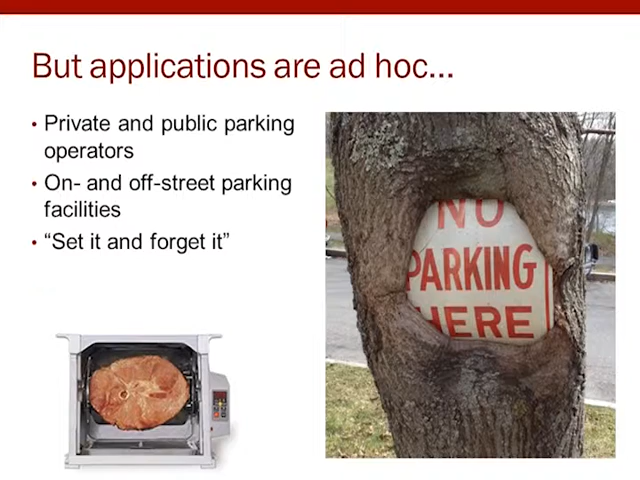 But applications are ad hoc...
• Private and public parking
operators
• On- and off-street parking
facilities
• “Set it and forget it”
NO
PARKING
HERE